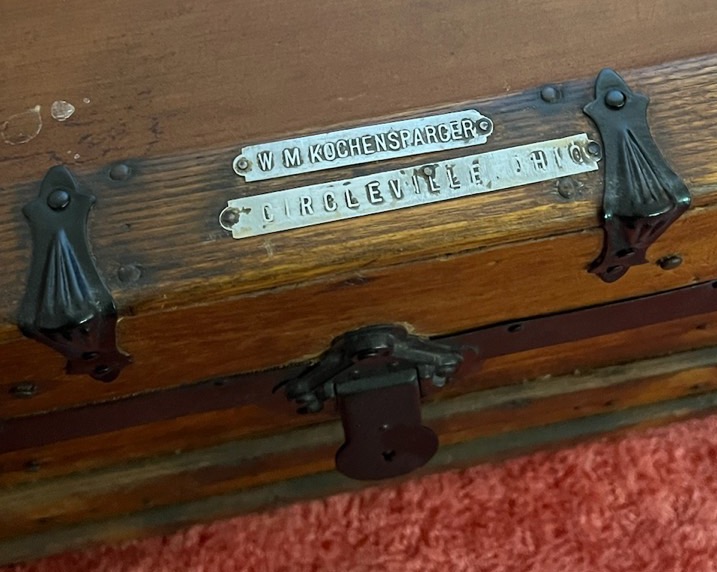 W M KOCHENSPARGER
CIRCLEVILLE. OHIO